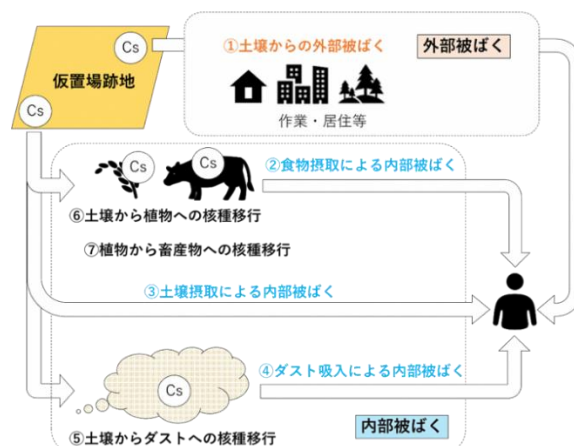 Cs
仮置場跡地
Cs
①土壌からの外部被ばく
外部被ばく
作業・居住等
Cs
Cs
②食物摂取による内部被ばく
⑥土壌から植物への核種移行
⑦植物から畜産物への核種移行
③土壌摂取による内部被ばく
④ダスト吸入による内部被ばく
Cs
内部被ばく
⑤土壌からダストへの核種移行